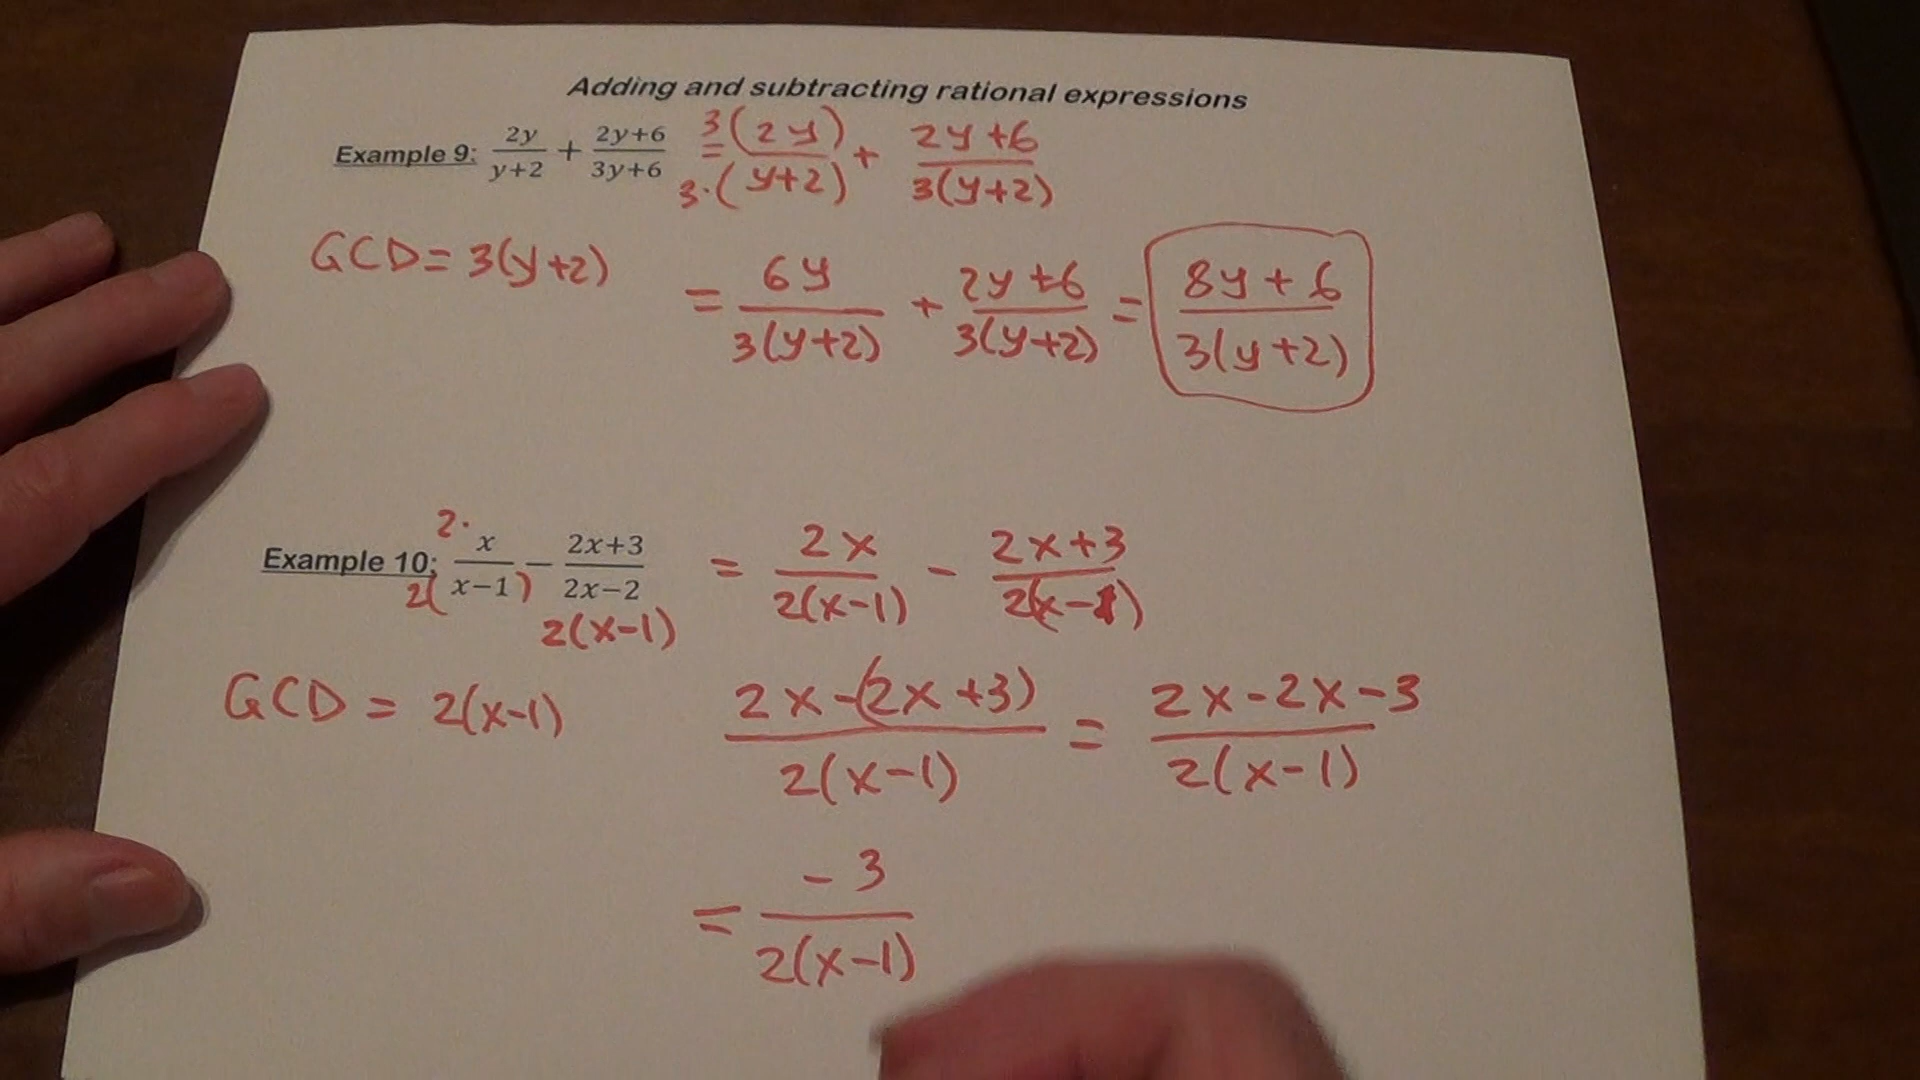 Adding and subtracting rational expressions
Example 9: 2y/y+2 + 2y+6/3y+6 = 3(2y)/3·(y+2) + 2y+6/3(y+2)
GCD = 3(y+2)
= 6y/3(y+2) + 2y+6/3(y+2) = 8y+6/3(y+2)
Example 10: 2· x/2(x−1) − 2x+3/2x−2 2(x-1) = 2x/2(x-1) - 2x+3/2(x-1)
GCD = 2(x-1)
2x-(2x+3)/2(x-1) = 2x-2x-3/2(x-1)
= -3/2(x-1)